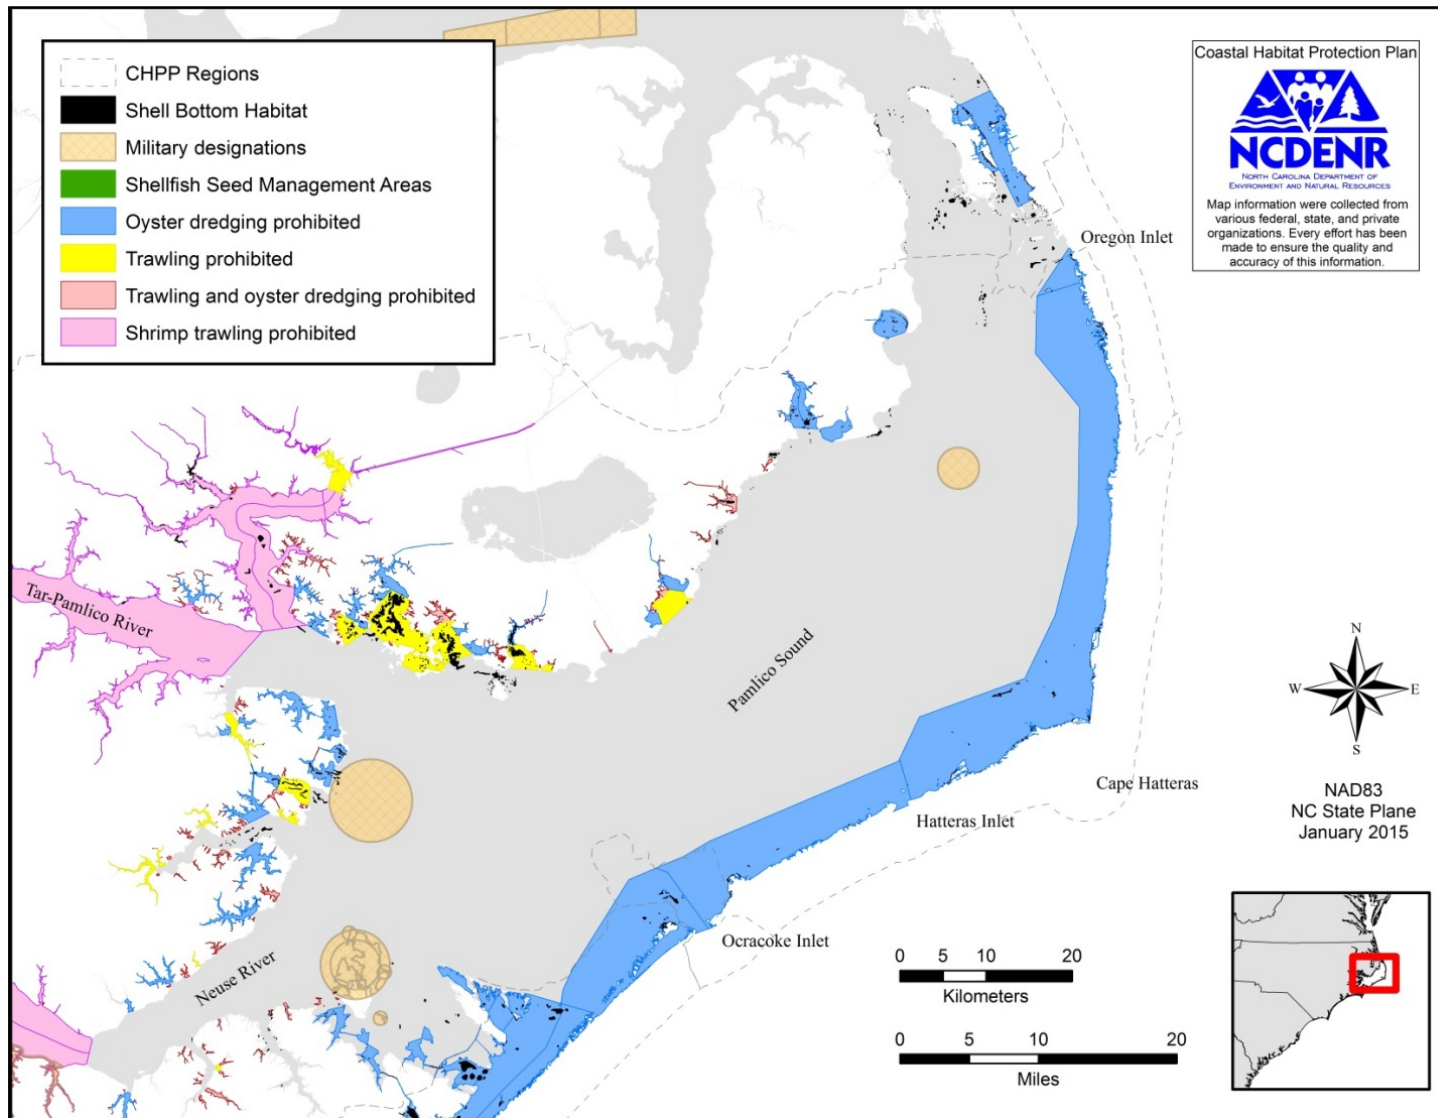 CHPP Regions
Shell Bottom Habitat
Military designations
Shellfish Seed Management Areas
Oyster dredging prohibited
Trawling prohibited
Trawling and oyster dredging prohibited
Shrimp trawling prohibited
Coastal Habitat Protection Plan
NCDENR
NORTH CAROLINA DEPARTMENT OF
ENVIRONMENT AND NATURAL RESOURCES
Map information were collected from
various federal, state, and private
organizations. Every effort has been
made to ensure the quality and
accuracy of this information.
Oregon Inlet
Tar-Pamlico River
Pamlico Sound
Cape Hatteras
Hatteras Inlet
Ocracoke Inlet
Neuse River
N
W E
S
NAD83
NC State Plane
January 2015
0 5 10 20
Kilometers
0 5 10 20
Miles